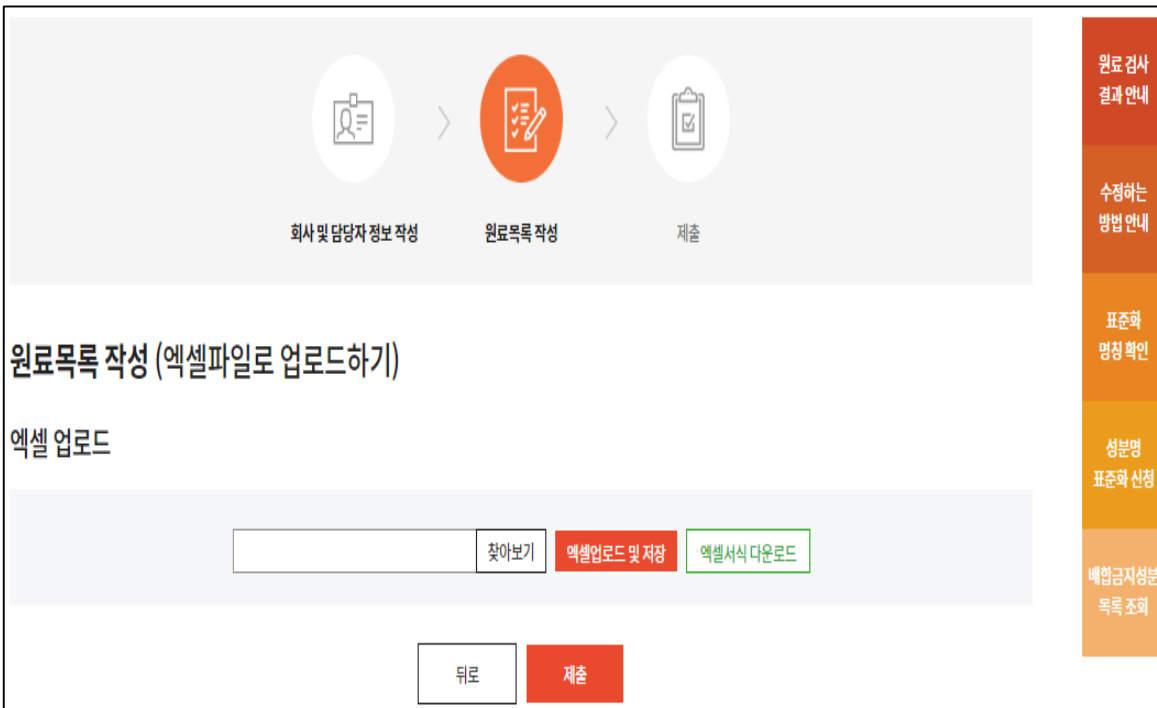 회사 및 담당자 정보 작성
원료목록 작성
제출
원료목록 작성 (엑셀파일로 업로드하기)
엑셀 업로드
찾아보기
엑셀업로드 및 저장
엑셀서식 다운로드
뒤로
제출
원료 검사
결과 안내
수정하는
방법 안내
표준화
명칭 확인
성분명
표준화 신청
배합금지성분
목록 조회